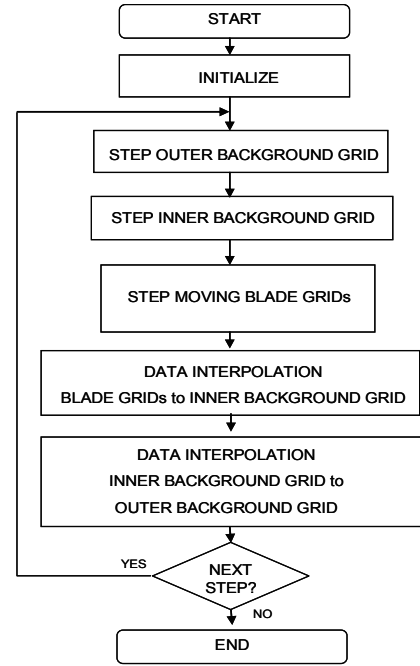 START
INITIALIZE
STEP OUTER BACKGROUND GRID
STEP INNER BACKGROUND GRID
STEP MOVING BLADE GRIDs
DATA INTERPOLATION
BLADE GRIDs to INNER BACKGROUND GRID
DATA INTERPOLATION
INNER BACKGROUND GRID to
OUTER BACKGROUND GRID
YES
NEXT
STEP?
NO
END